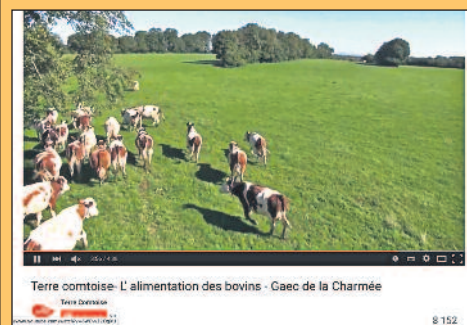 Terre comtoise- L' alimentation des bovins - Gaec de la Charmée
Terre Comtoise
8 152